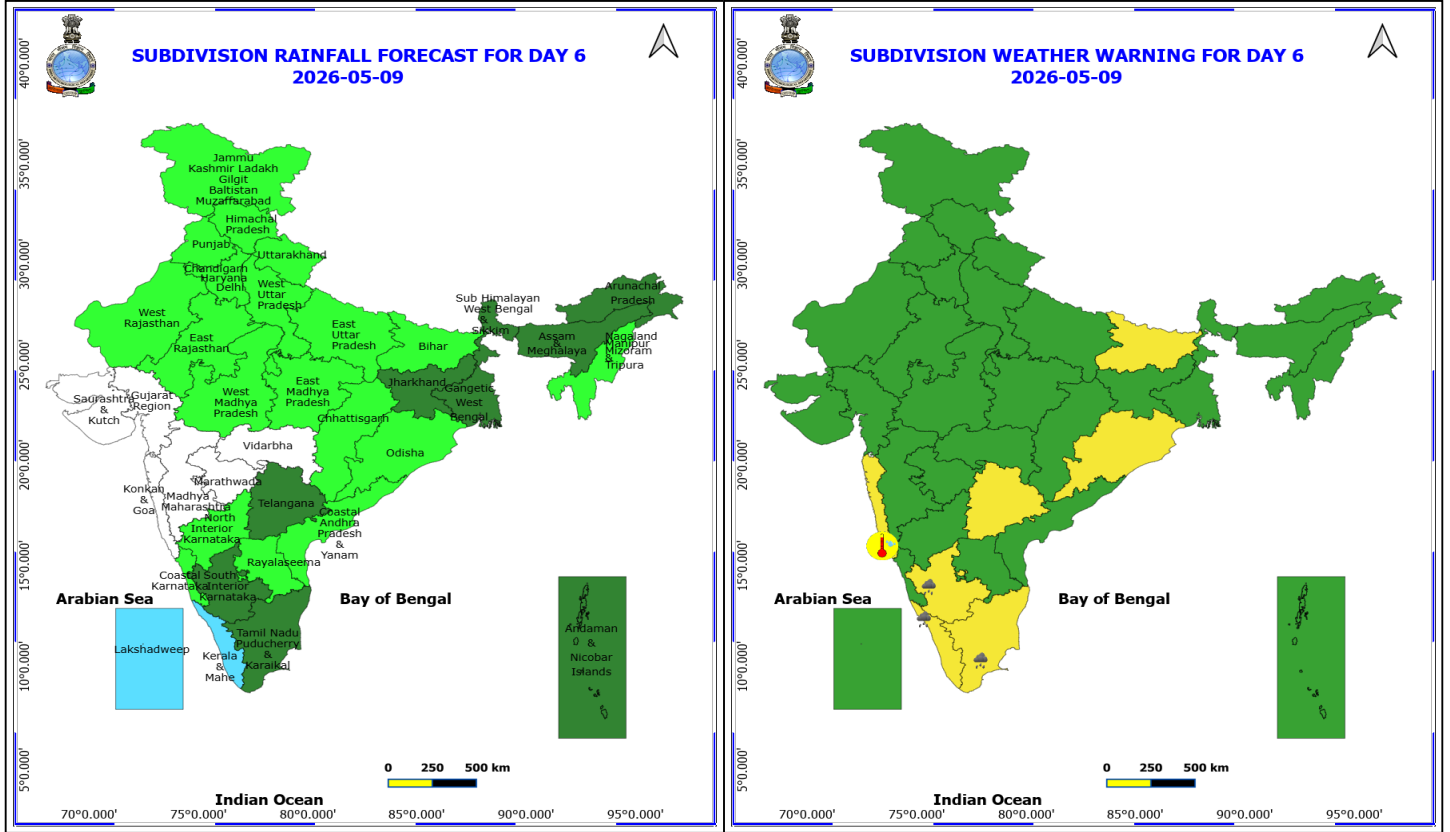 SUBDIVISION RAINFALL FORECAST FOR DAY 6
2026-05-09
40°0.000'
35°0.000'
30°0.000'
25°0.000'
20°0.000'
15°0.000'
10°0.000'
5°0.000'
Jammu
Kashmir Ladakh
Gilgit
Baltistan
Muzaffarabad
Himachal
Pradesh
Punjab
Uttarakhand
Chandigarh
Haryana
Delhi
West
Uttar
Pradesh
West
Rajasthan
East
Rajasthan
East
Uttar
Pradesh
Bihar
Sub Himalayan
West Bengal
&
Sikkim
Arunachal
Pradesh
Assam
&
Meghalaya
Nagaland
Manipur
Mizoram
&
Tripura
Jharkhand
Gangetic
West
Bengal
Saurashtra
&
Kutch
Gujarat
Region
West
Madhya
Pradesh
East
Madhya
Pradesh
Chhattisgarh
Odisha
Vidarbha
Marathwada
Madhya
Maharashtra
Konkan
&
Goa
Telangana
North
Interior
Karnataka
Coastal
Andhra
Pradesh
&
Yanam
Rayalaseema
Coastal
Karnataka
South
Interior
Karnataka
Arabian Sea
Bay of Bengal
Lakshadweep
Kerala
&
Mahe
Tamil Nadu
Puducherry
&
Karaikal
Andaman
&
Nicobar
Islands
0 250 500 km
Indian Ocean
70°0.000' 75°0.000' 80°0.000' 85°0.000' 90°0.000' 95°0.000'
SUBDIVISION WEATHER WARNING FOR DAY 6
2026-05-09
40°0.000'
35°0.000'
30°0.000'
25°0.000'
20°0.000'
15°0.000'
10°0.000'
5°0.000'
Arabian Sea
Bay of Bengal
0 250 500 km
Indian Ocean
70°0.000' 75°0.000' 80°0.000' 85°0.000' 90°0.000' 95°0.000'